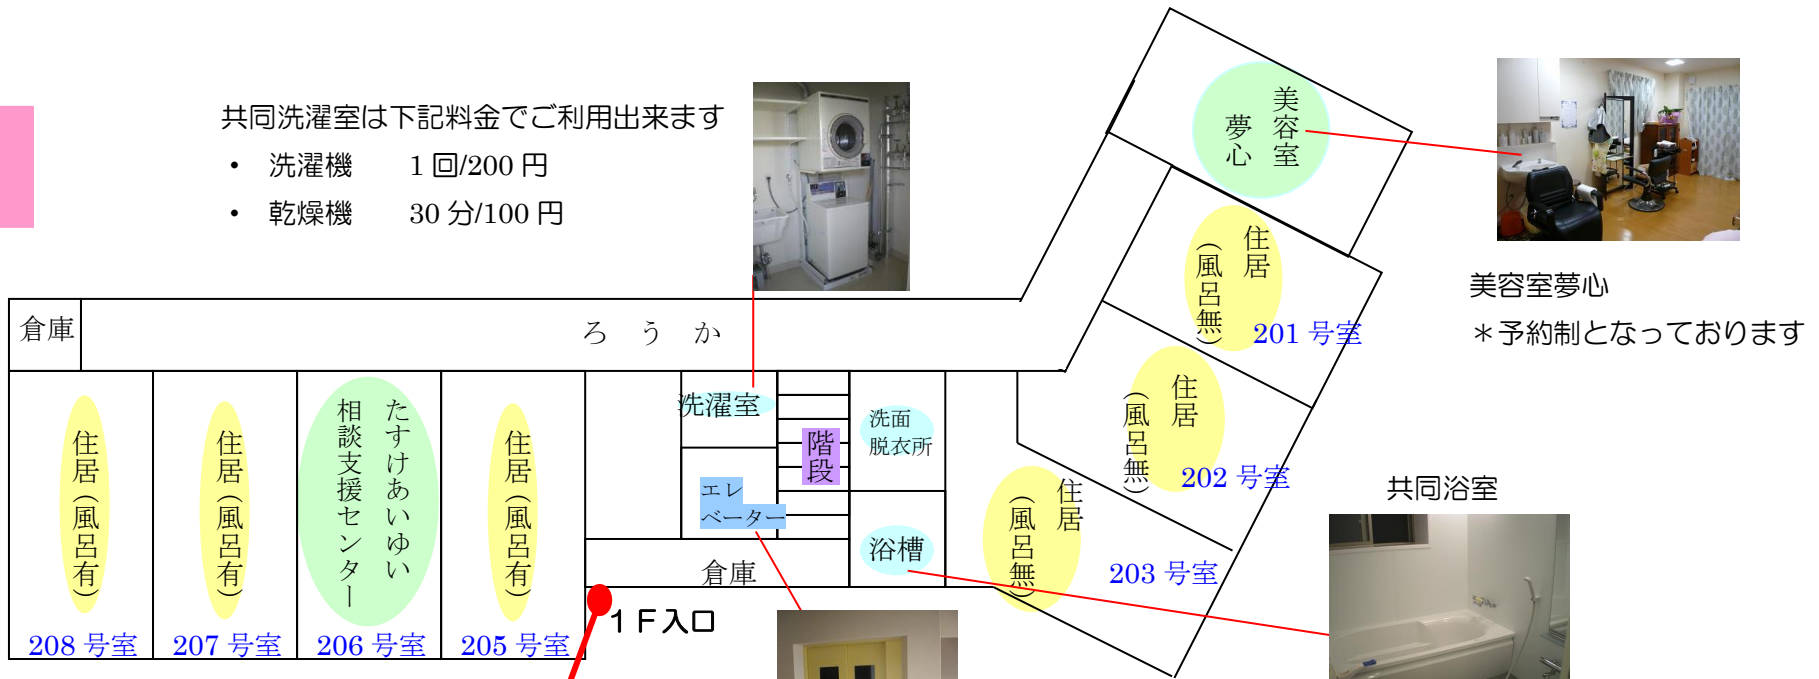 共同洗濯室は下記料金でご利用出来ます
・ 洗濯機 1回/200円
・ 乾燥機 30分/100円
美容室
夢心
美容室夢心
＊予約制となっております
住居
（風呂無）
201号室
住居
（風呂無）
202号室
住居
（風呂無）
203号室
共同浴室
倉庫
ろうか
洗濯室
階段
洗面
脱衣所
エレ
ベーター
浴槽
倉庫
住居（風呂有）
208号室
住居（風呂有）
207号室
たすけあいゆい
相談支援センター
206号室
住居（風呂有）
205号室
１Ｆ入口